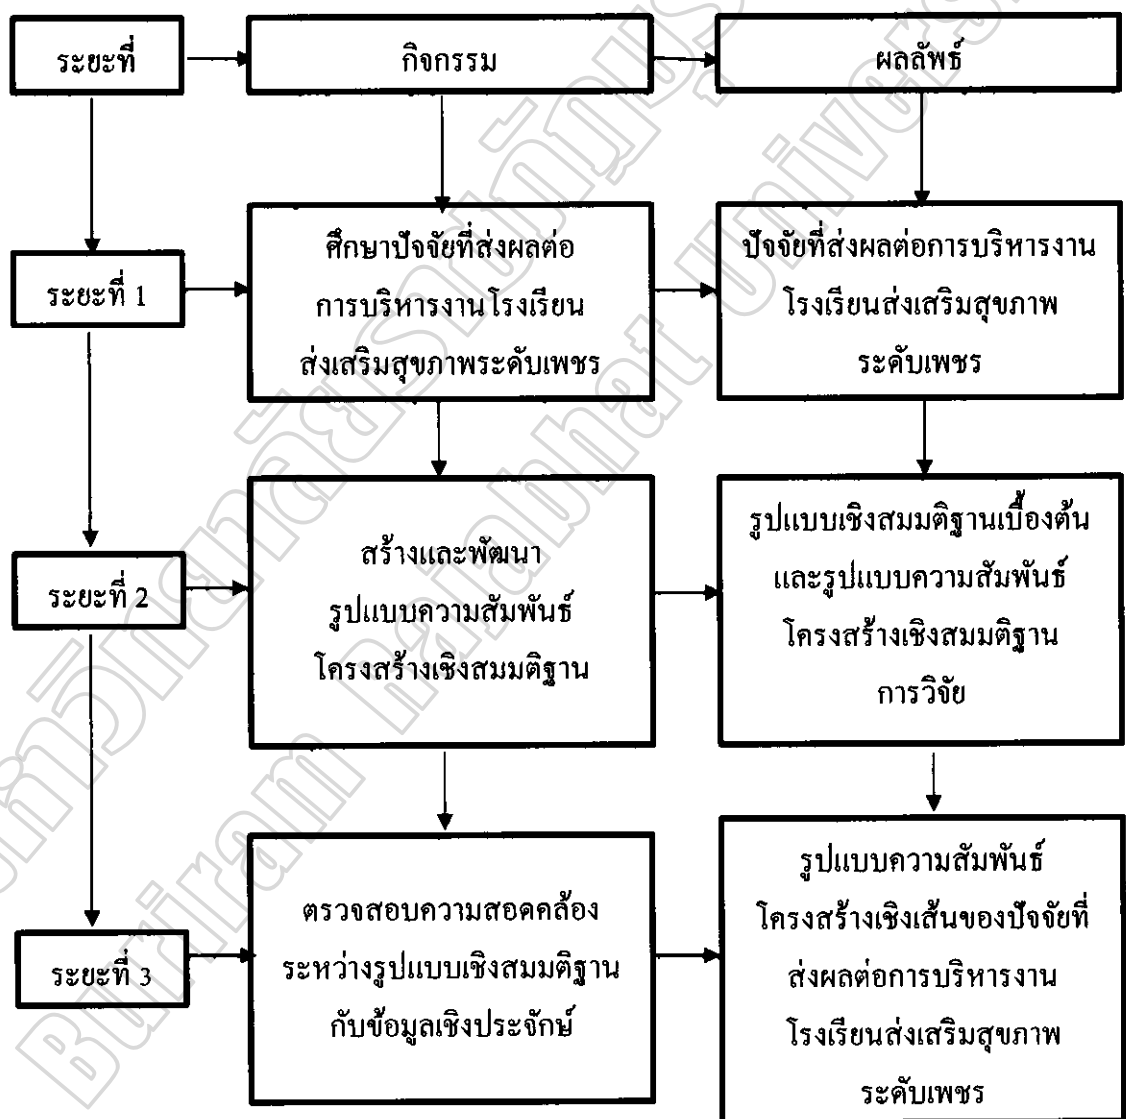 ระยะที่
กิจกรรม
ผลลัพธ์
ระยะที่ 1
ศึกษาปัจจัยที่ส่งผลต่อ
การบริหารงานโรงเรียน
ส่งเสริมสุขภาพระดับเพชร
ปัจจัยที่ส่งผลต่อการบริหารงาน
โรงเรียนส่งเสริมสุขภาพ
ระดับเพชร
ระยะที่ 2
สร้างและพัฒนา
รูปแบบความสัมพันธ์
โครงสร้างเชิงสมมติฐาน
รูปแบบเชิงสมมติฐานเบื้องต้น
และรูปแบบความสัมพันธ์
โครงสร้างเชิงสมมติฐาน
การวิจัย
ระยะที่ 3
ตรวจสอบความสอดคล้อง
ระหว่างรูปแบบเชิงสมมติฐาน
กับข้อมูลเชิงประจักษ์
รูปแบบความสัมพันธ์
โครงสร้างเชิงเส้นของปัจจัยที่
ส่งผลต่อการบริหารงาน
โรงเรียนส่งเสริมสุขภาพ
ระดับเพชร
Buriram Rajabhat Univers